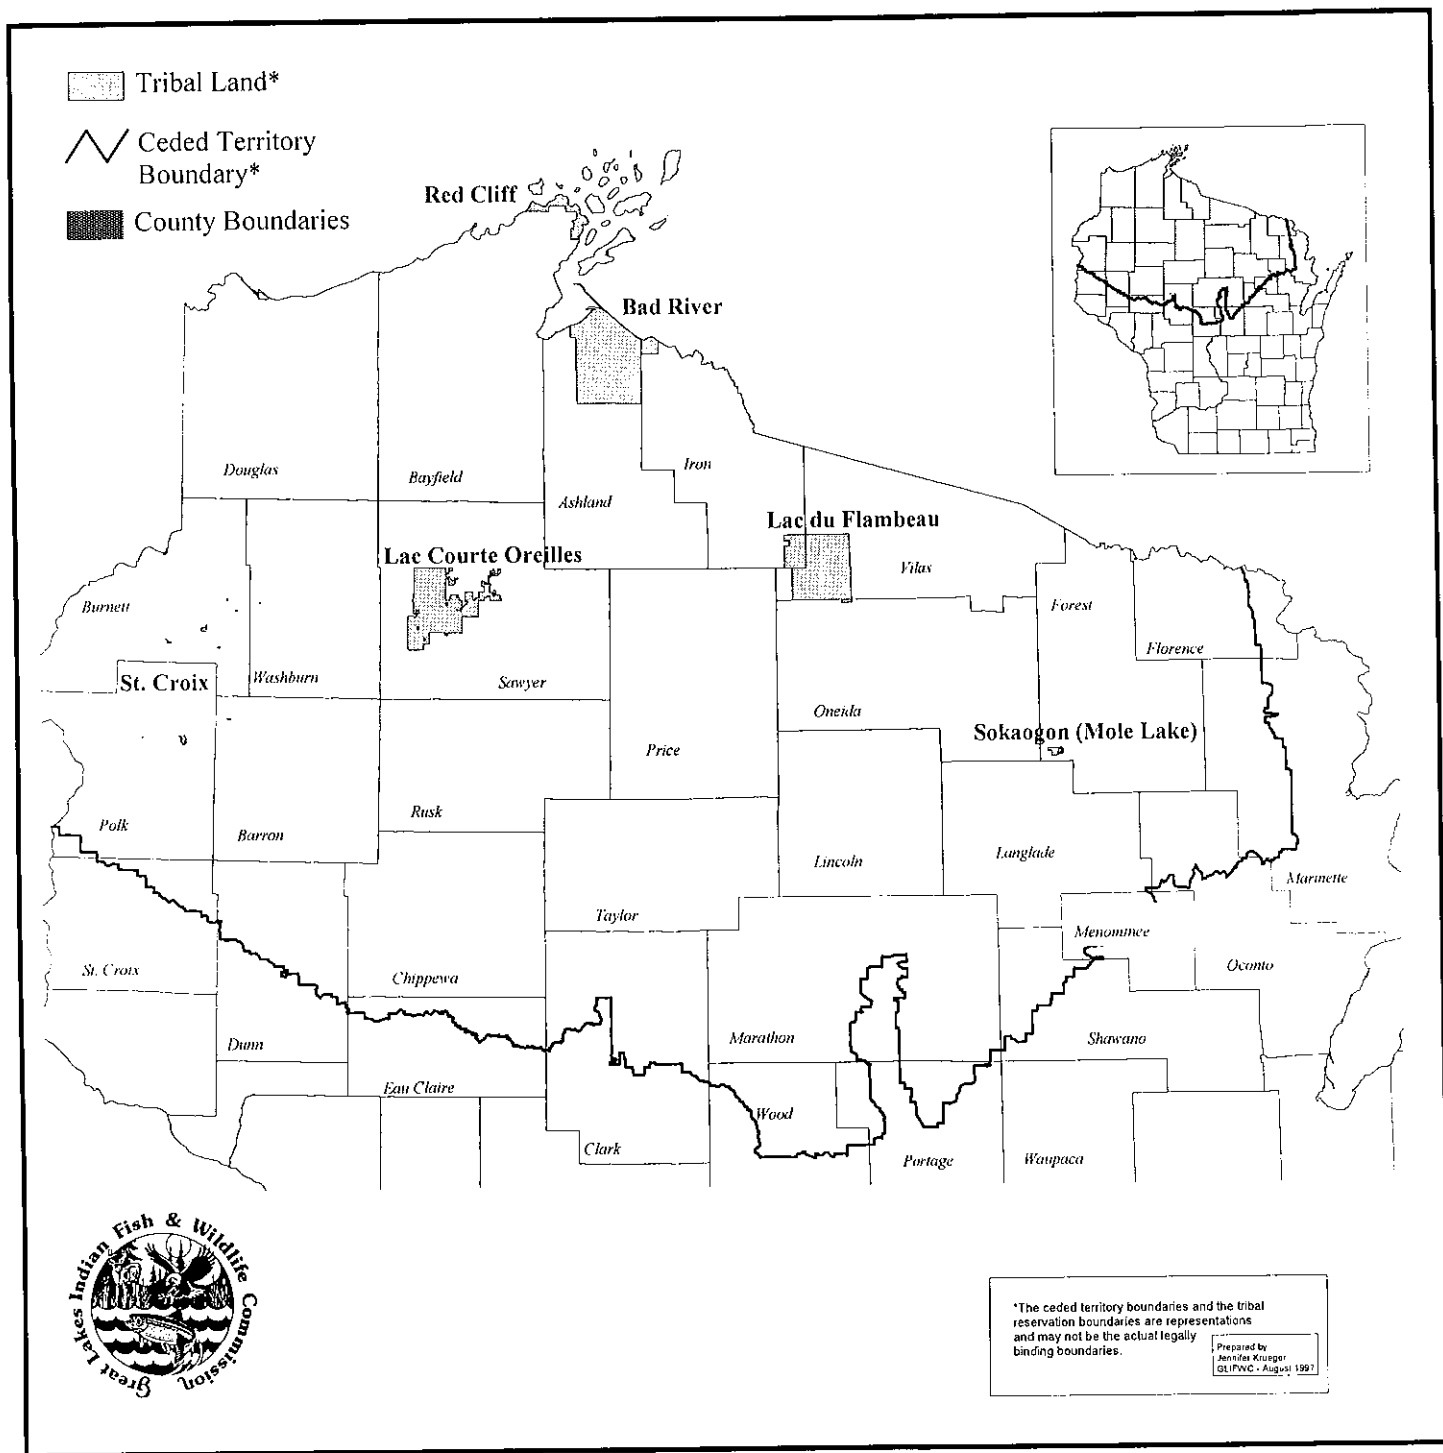 Tribal Land*
Ceded Territory
Boundary*
County Boundaries
Red Cliff
Bad River
Douglas
Bayfield
Iron
Ashland
Lac du Flambeau
Lac Courte Oreilles
Vilas
Burnett
Forest
Florence
Washburn
St. Croix
Sawyer
Oneida
Sokaogon (Mole Lake)
Price
Rusk
Polk
Barron
Lincoln
Langlade
Marinette
Taylor
Menominee
St. Croix
Chippewa
Oconto
Dunn
Marathon
Shawano
Eau Claire
Wood
Clark
Portage
Waupaca
Great Lakes Indian Fish & Wildlife Commission
*The ceded territory boundaries and the tribal
reservation boundaries are representations
and may not be the actual legally
binding boundaries.
Prepared by
Jennifer Krueger
GLIFWC - August 1997